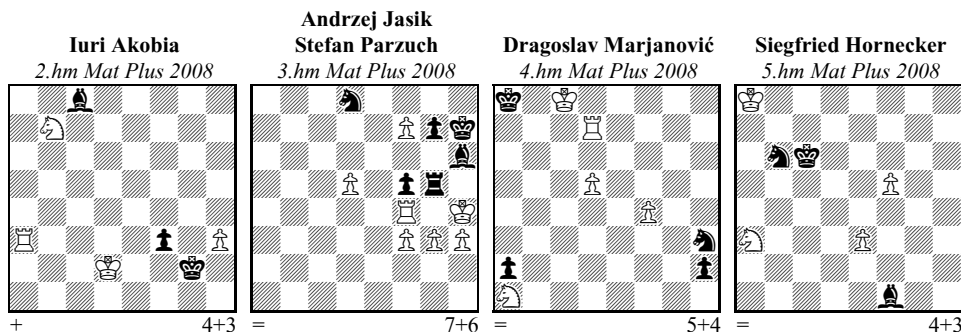 Iuri Akobia
2.hm Mat Plus 2008
+ 4+3
Andrzej Jasik
Stefan Parzuch
3.hm Mat Plus 2008
= 7+6
Dragoslav Marjanović
4.hm Mat Plus 2008
= 5+4
Siegfried Hornecker
5.hm Mat Plus 2008
= 4+3